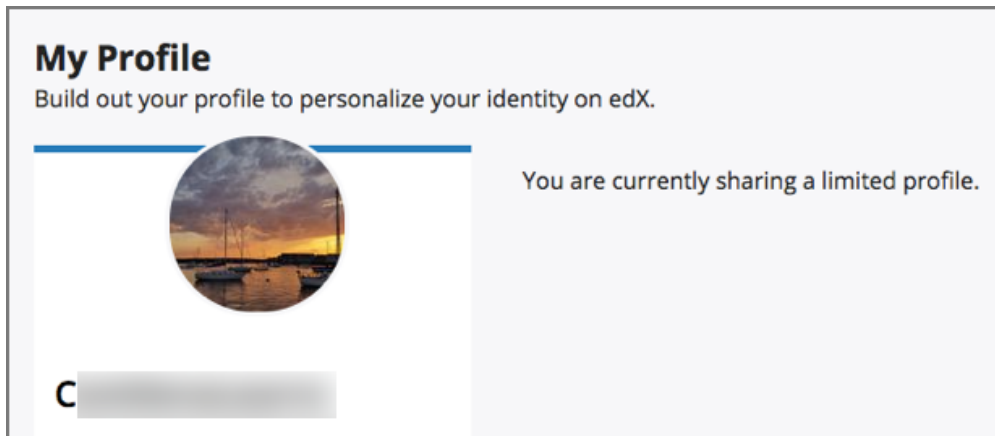 My Profile
Build out your profile to personalize your identity on edX.
You are currently sharing a limited profile.